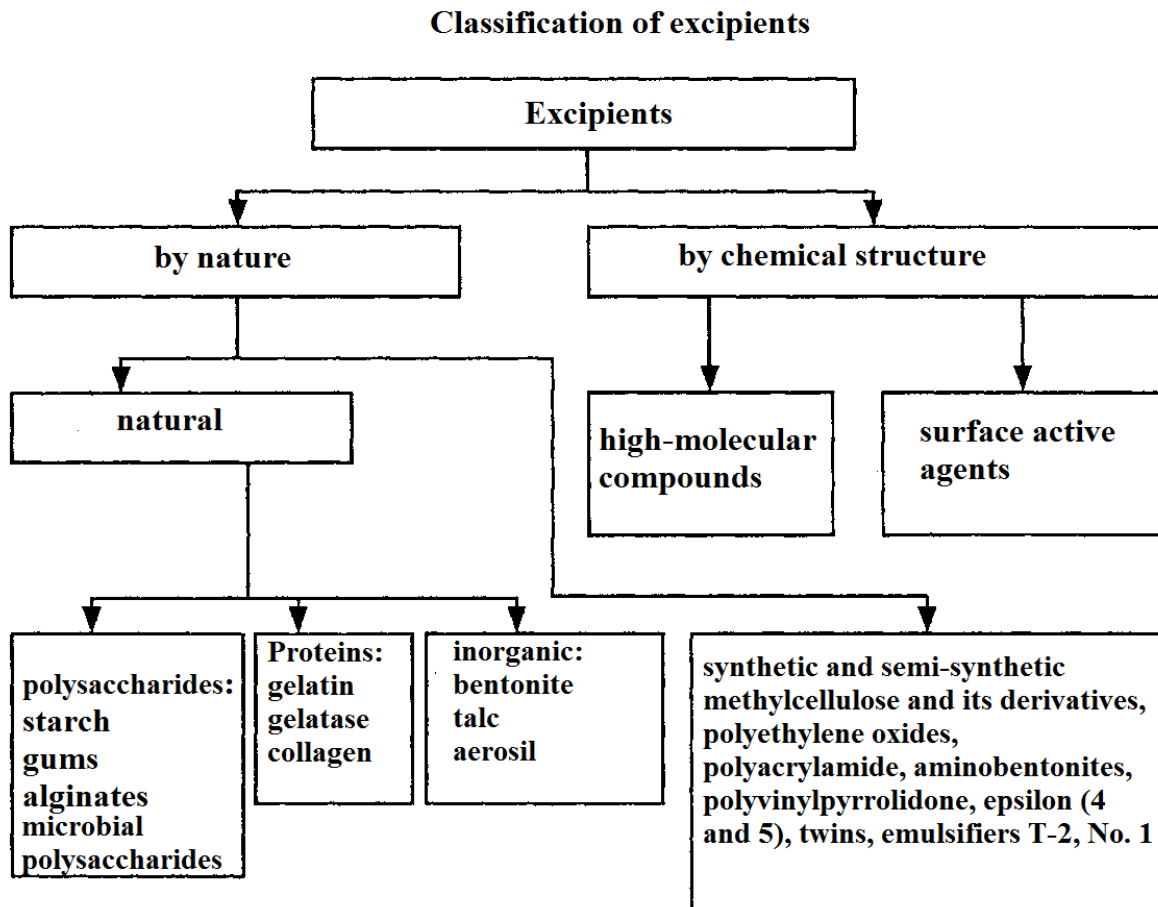 Classification of excipients
Excipients
by nature
by chemical structure
natural
high-molecular
compounds
surface active
agents
polysaccharides:
starch
gums
alginates
microbial
polysaccharides
Proteins:
gelatin
gelatase
collagen
inorganic:
bentonite
talc
aerosil
synthetic and semi-synthetic
methylcellulose and its derivatives,
polyethylene oxides,
polyacrylamide, aminobentonites,
polyvinylpyrrolidone, epsilon (4
and 5), twins, emulsifiers T-2, No. 1